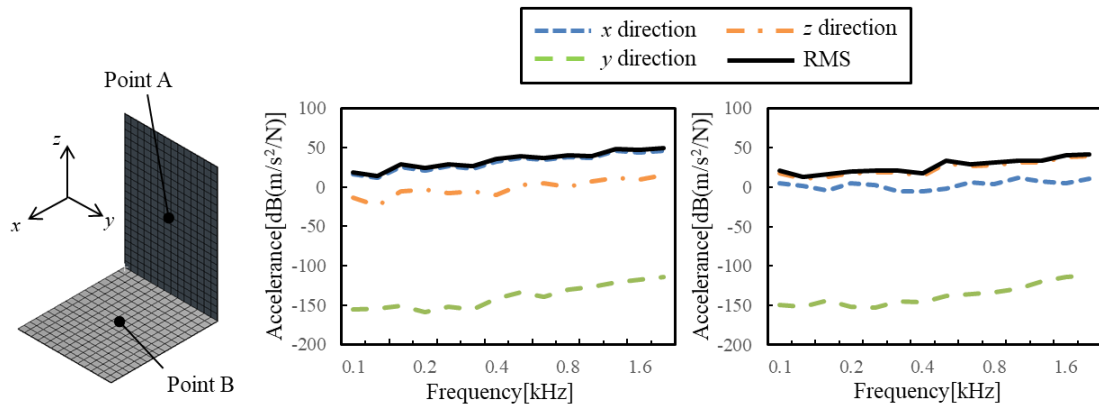 x direction
z direction
y direction
RMS
Point A
z
x
y
Point B
Accelerance[dB(m/s²/N)]
100
50
0
-50
-100
-150
-200
0.1
0.2
0.4
0.8
1.6
Frequency[kHz]
Accelerance[dB(m/s²/N)]
100
50
0
-50
-100
-150
-200
0.1
0.2
0.4
0.8
1.6
Frequency[kHz]